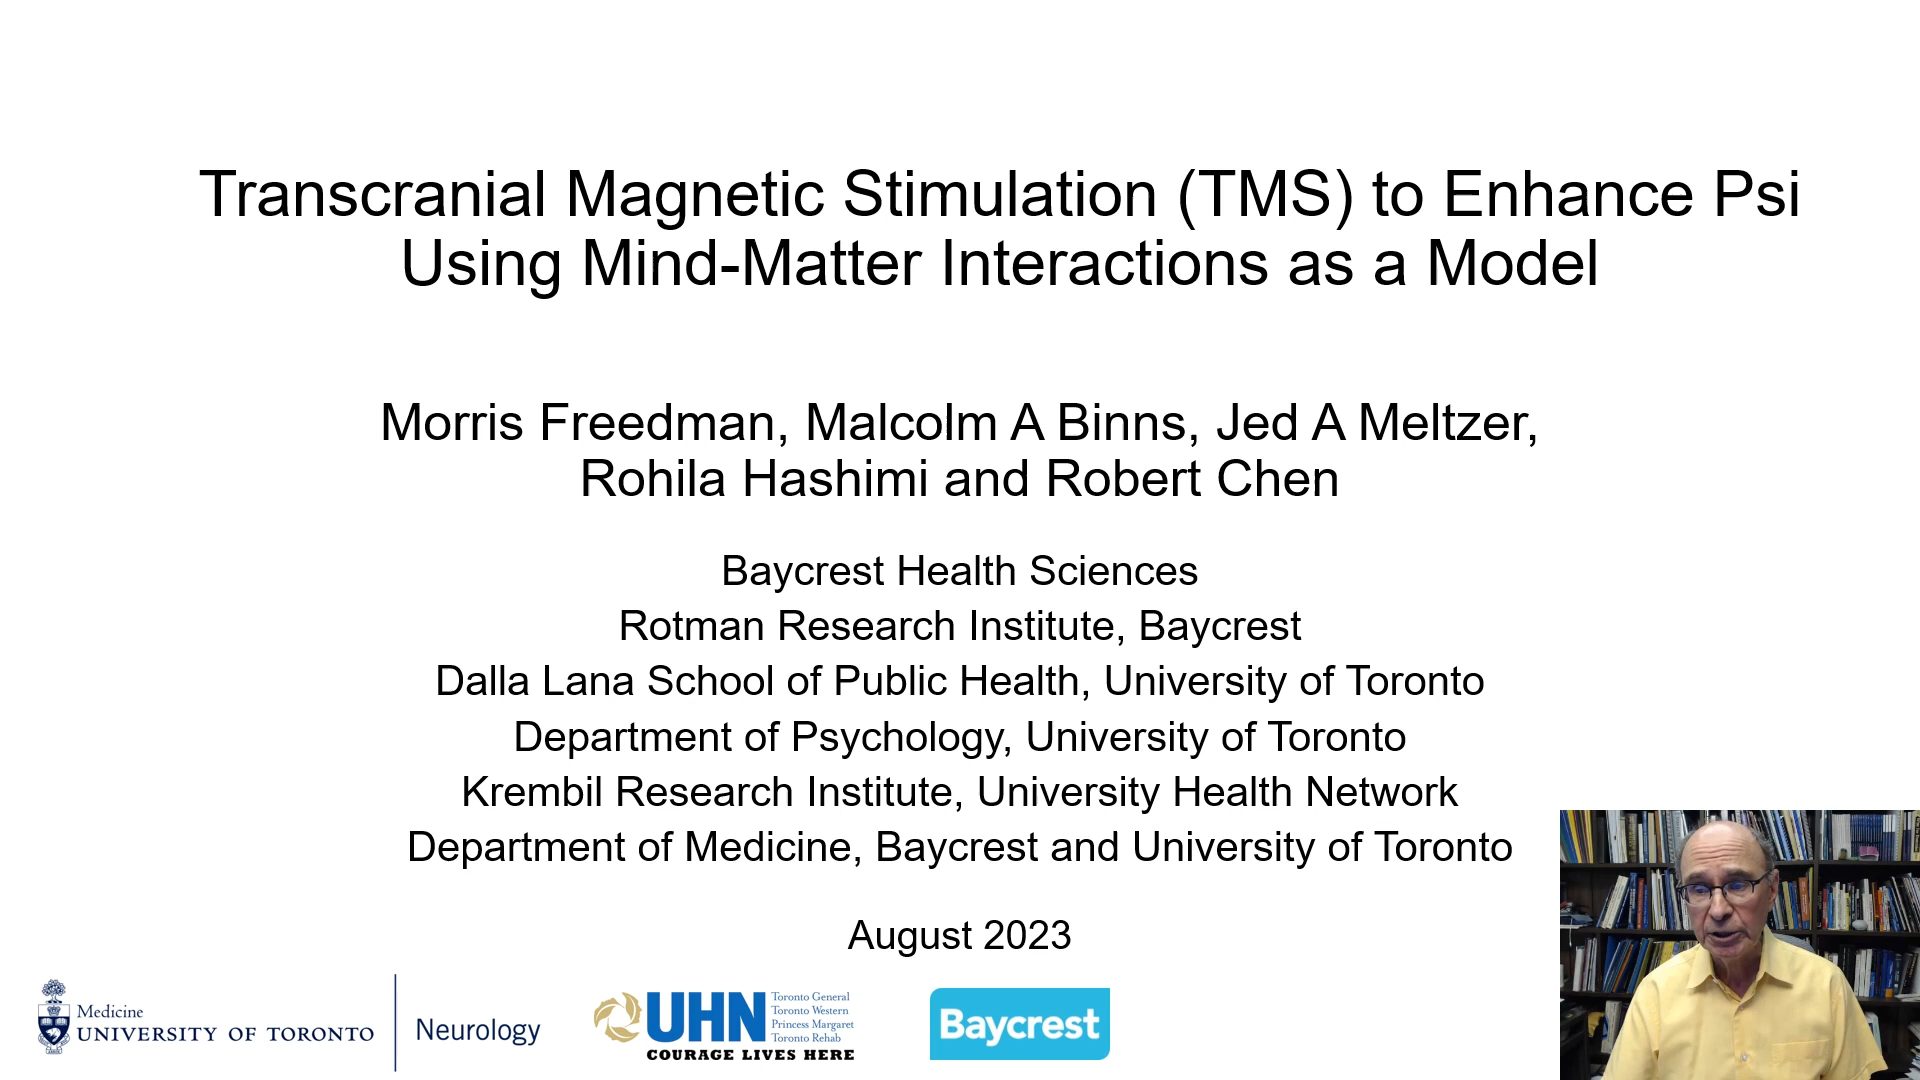 Transcranial Magnetic Stimulation (TMS) to Enhance Psi
Using Mind-Matter Interactions as a Model
Morris Freedman, Malcolm A Binns, Jed A Meltzer,
Rohila Hashimi and Robert Chen
Baycrest Health Sciences
Rotman Research Institute, Baycrest
Dalla Lana School of Public Health, University of Toronto
Department of Psychology, University of Toronto
Krembil Research Institute, University Health Network
Department of Medicine, Baycrest and University of Toronto
August 2023
Medicine
UNIVERSITY OF TORONTO
Neurology
UHN
Toronto General
Toronto Western
Princess Margaret
Toronto Rehab
COURAGE LIVES HERE
Baycrest